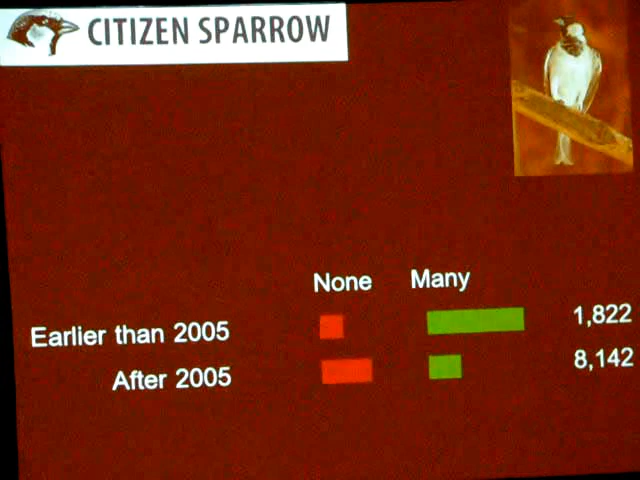 CITIZEN SPARROW
None Many
Earlier than 2005 1,822
After 2005 8,142